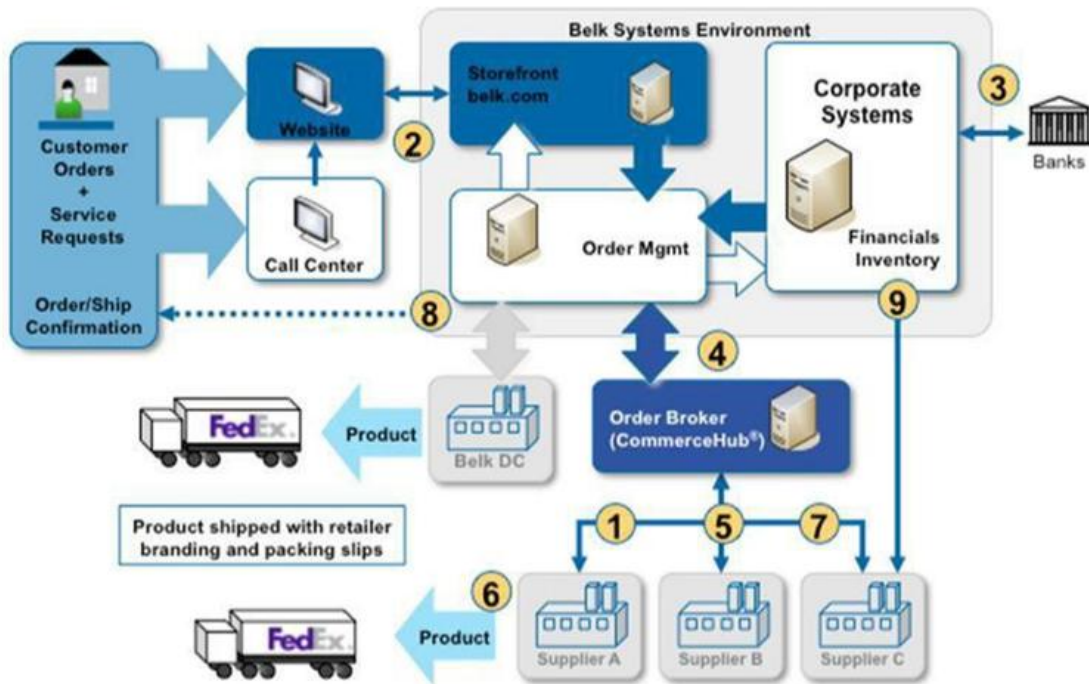 Belk Systems Environment
Customer
Orders
+
Service
Requests
Order/Ship
Confirmation
Website
Call Center
2
Storefront
belk.com
Order Mgmt
Corporate
Systems
Financials
Inventory
3
Banks
8
9
4
FedEx.
Product
Belk DC
Order Broker
(CommerceHub®)
Product shipped with retailer
branding and packing slips
1
5
7
6
FedEx.
Product
Supplier A
Supplier B
Supplier C